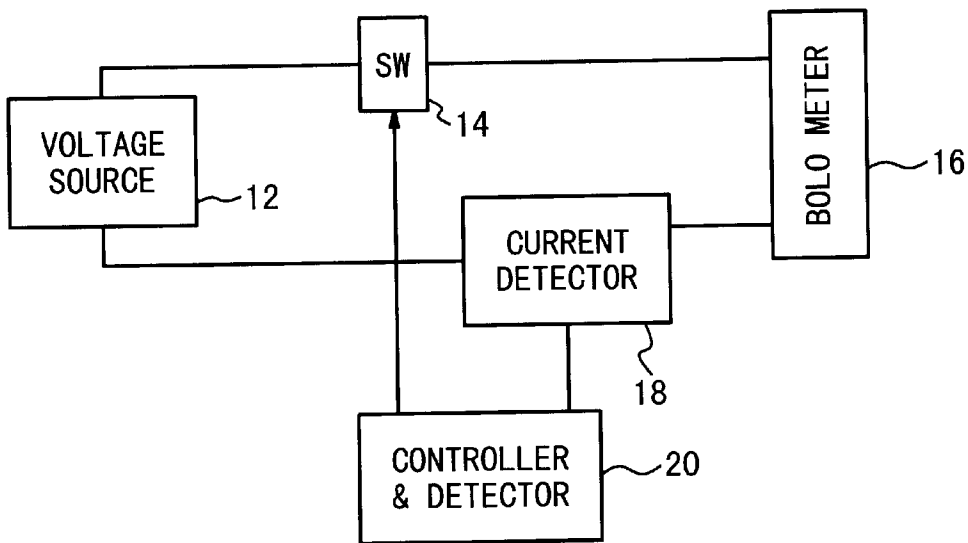 SW
14
VOLTAGE
SOURCE
12
BOLO METER
16
CURRENT
DETECTOR
18
CONTROLLER
& DETECTOR
20